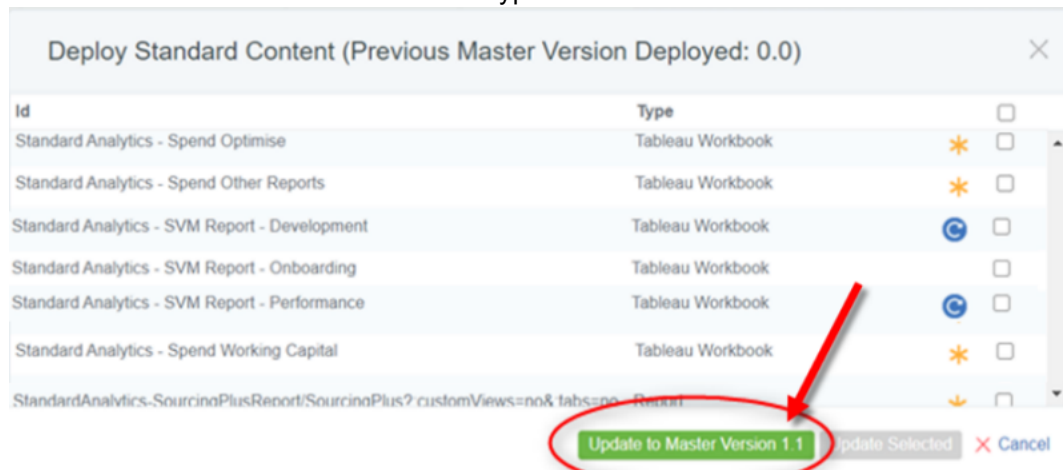 Deploy Standard Content (Previous Master Version Deployed: 0.0)
Id Type
Standard Analytics - Spend Optimise Tableau Workbook
Standard Analytics - Spend Other Reports Tableau Workbook
Standard Analytics - SVM Report - Development Tableau Workbook
Standard Analytics - SVM Report - Onboarding Tableau Workbook
Standard Analytics - SVM Report - Performance Tableau Workbook
Standard Analytics - Spend Working Capital Tableau Workbook
StandardAnalytics-SourcingPlusReport/SourcingPlus?:customViews=no&:tabs=no Report
Update to Master Version 1.1 Update Selected Cancel